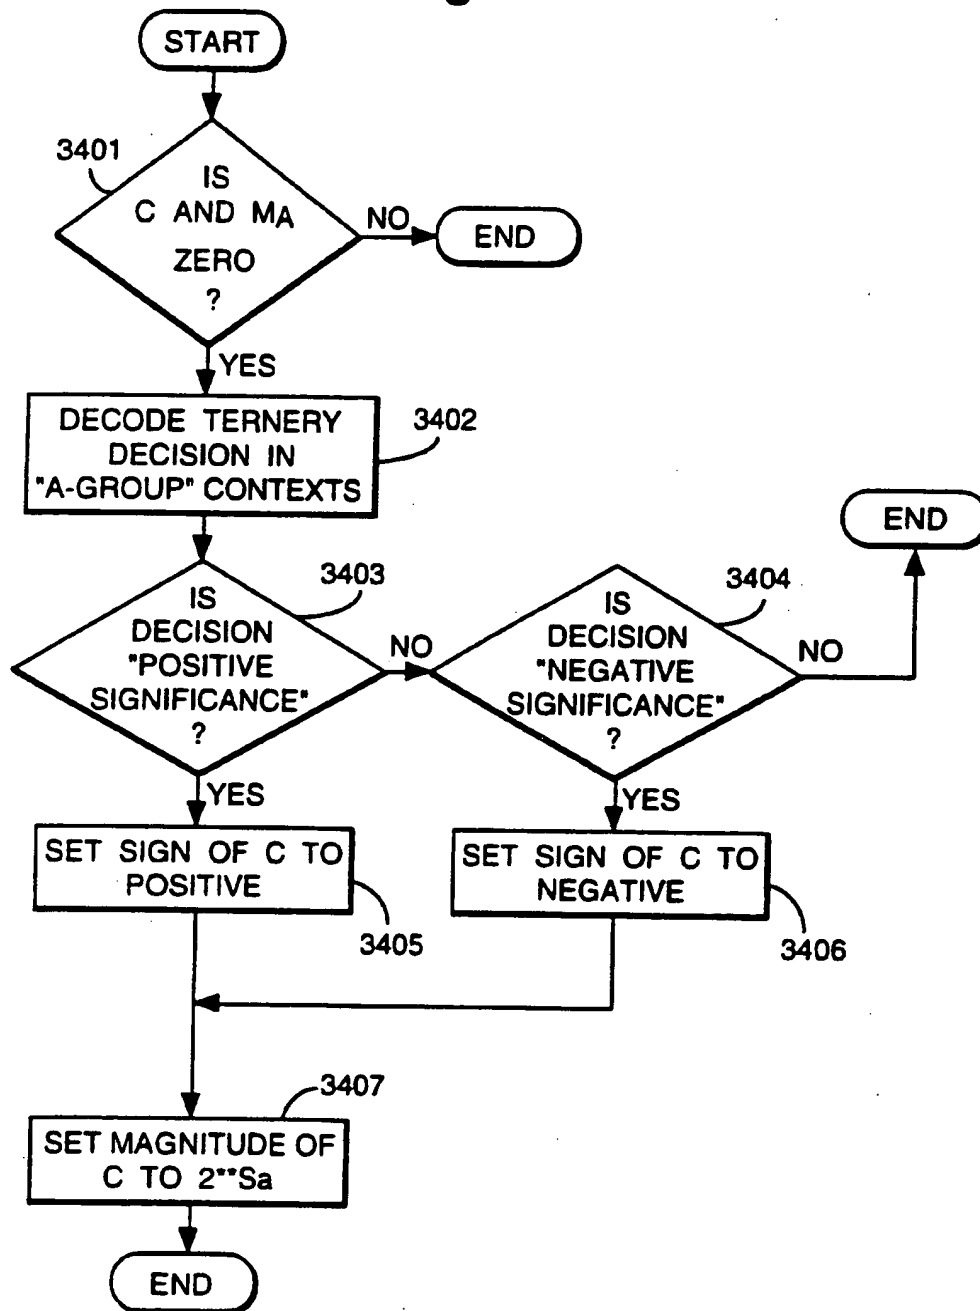 START
3401
IS
C AND MA
ZERO
?
NO
END
YES
DECODE TERNERY
DECISION IN
"A-GROUP" CONTEXTS
3402
END
3403
IS
DECISION
"POSITIVE
SIGNIFICANCE"
?
NO
3404
IS
DECISION
"NEGATIVE
SIGNIFICANCE"
?
NO
YES
YES
SET SIGN OF C TO
POSITIVE
3405
SET SIGN OF C TO
NEGATIVE
3406
3407
SET MAGNITUDE OF
C TO 2**Sa
END